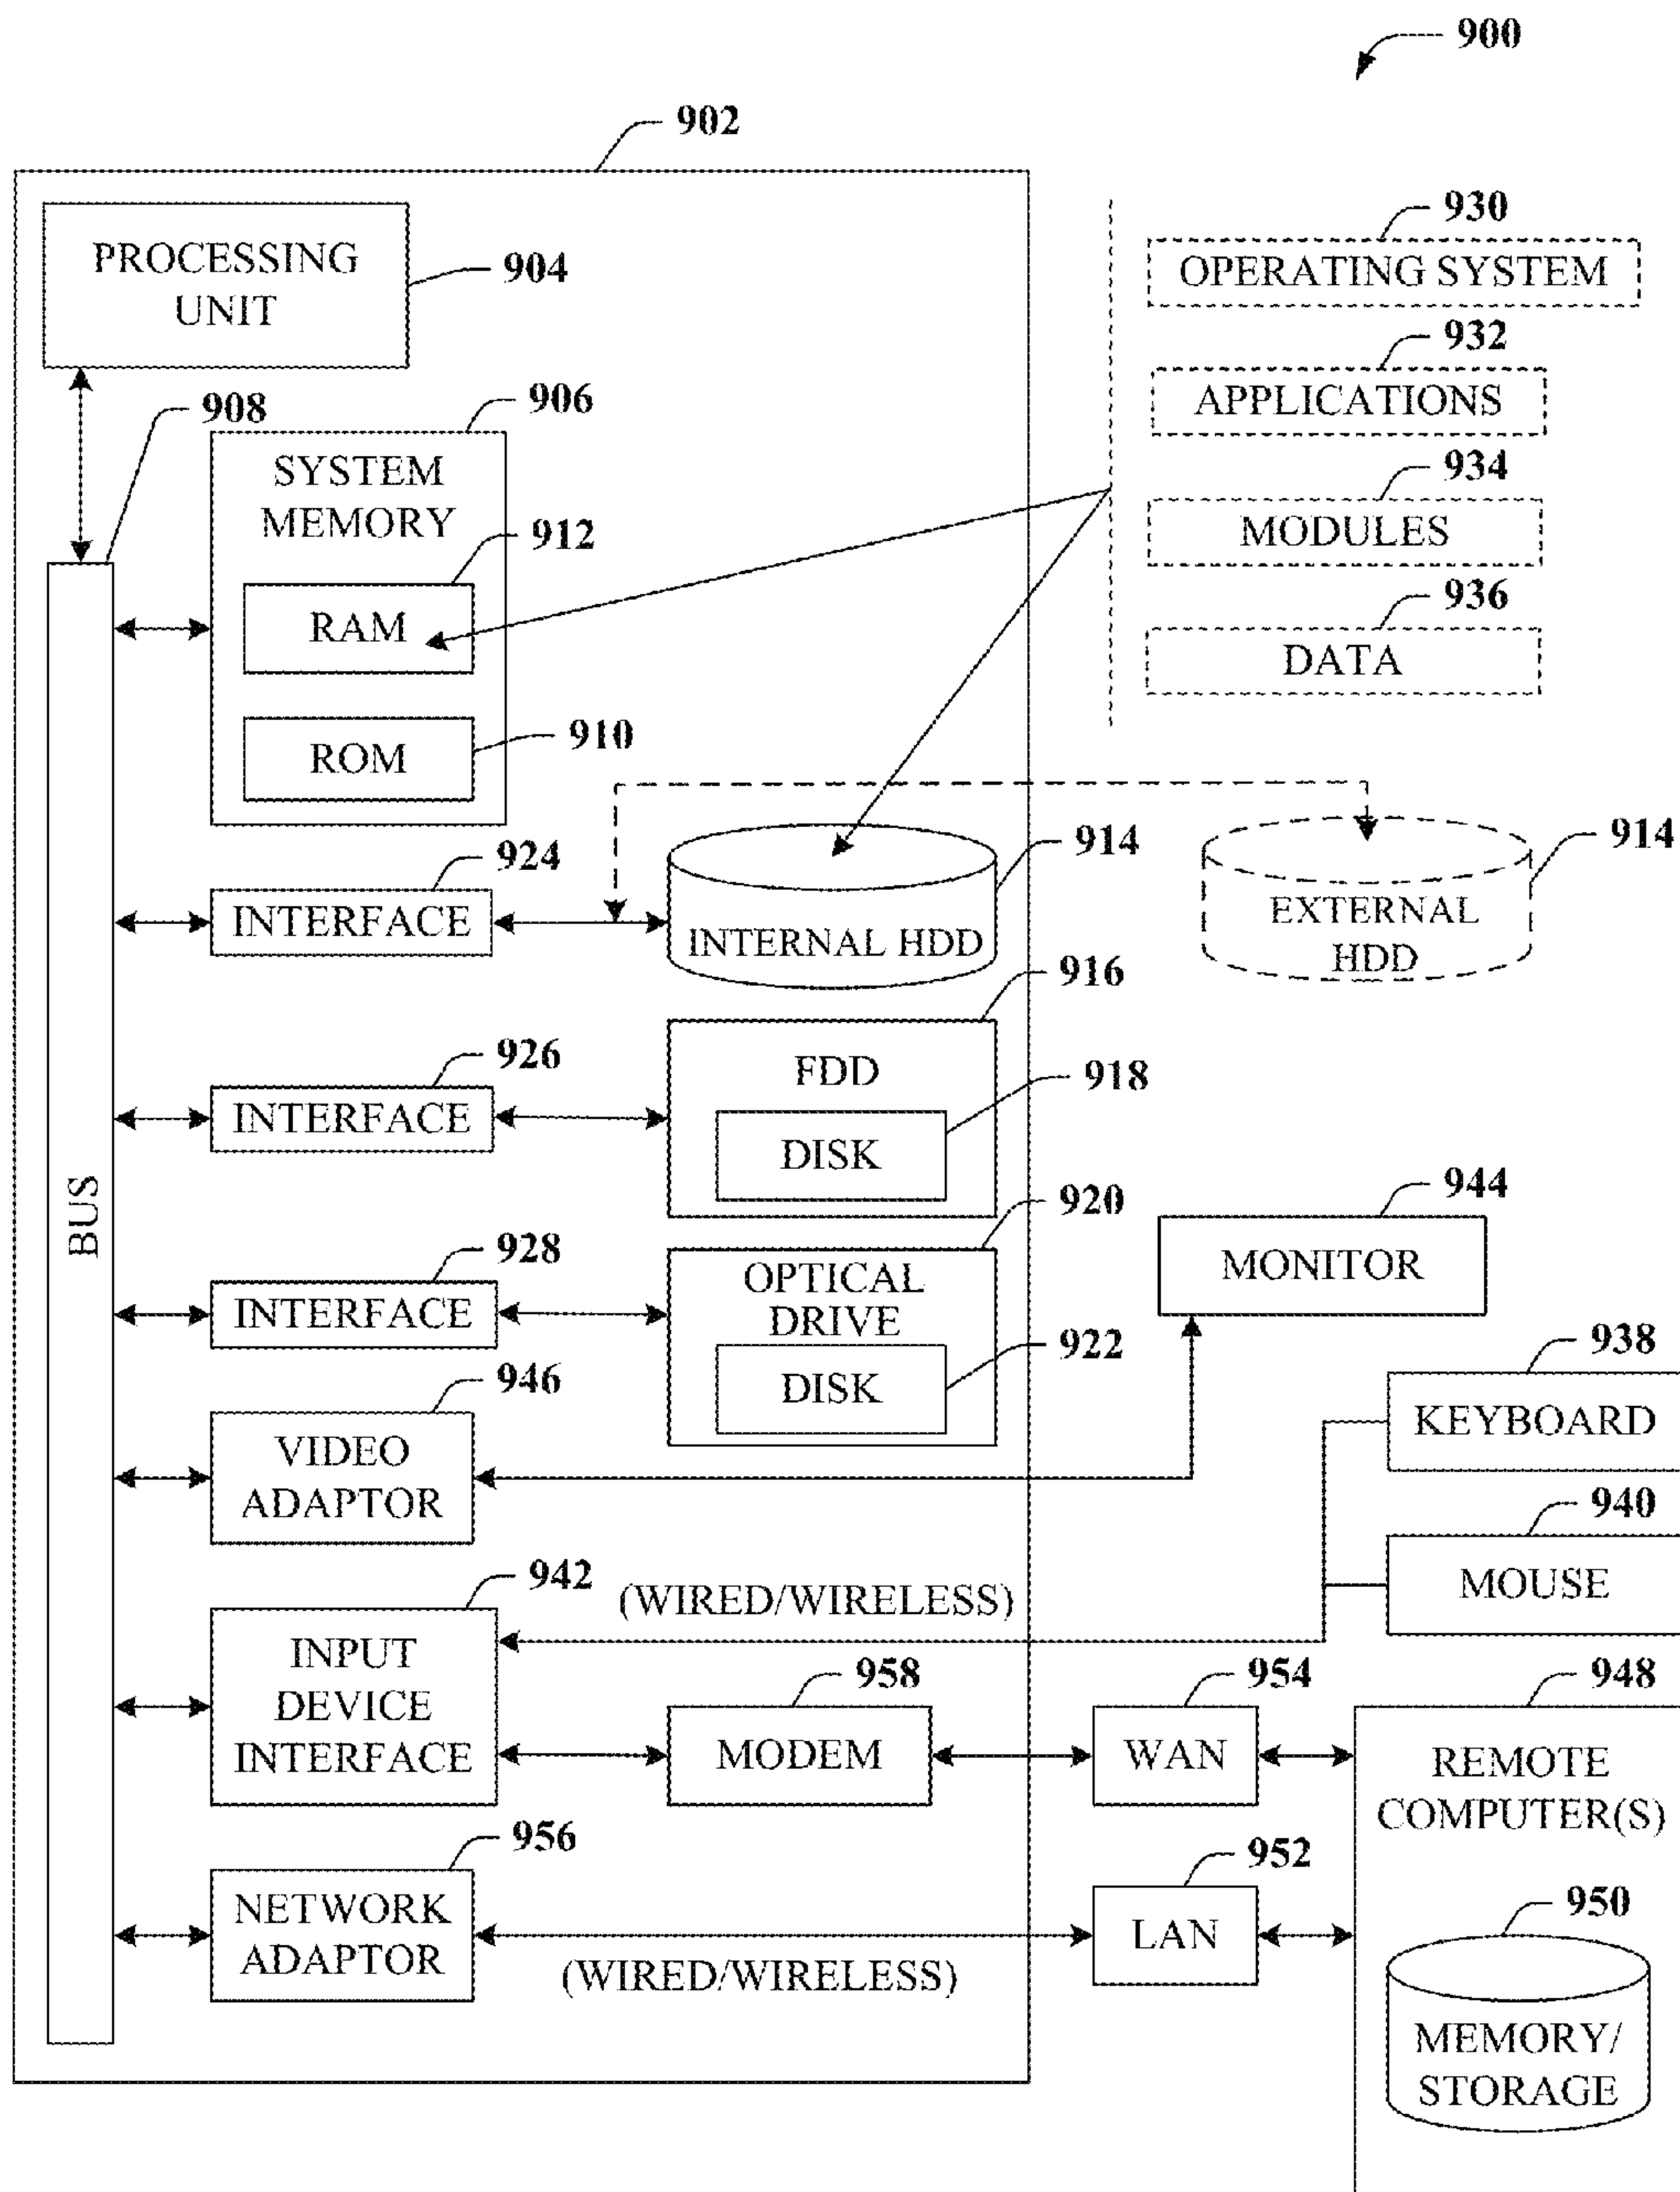 900
902
PROCESSING
UNIT
904
908
906
SYSTEM
MEMORY
912
RAM
910
ROM
930
OPERATING SYSTEM
932
APPLICATIONS
934
MODULES
936
DATA
924
INTERFACE
914
INTERNAL HDD
914
EXTERNAL
HDD
926
INTERFACE
916
FDD
918
DISK
BUS
928
INTERFACE
920
OPTICAL
DRIVE
922
DISK
944
MONITOR
946
VIDEO
ADAPTOR
938
KEYBOARD
940
MOUSE
942
(WIRED/WIRELESS)
INPUT
DEVICE
INTERFACE
958
MODEM
954
WAN
948
REMOTE
COMPUTER(S)
956
NETWORK
ADAPTOR
(WIRED/WIRELESS)
952
LAN
950
MEMORY/
STORAGE